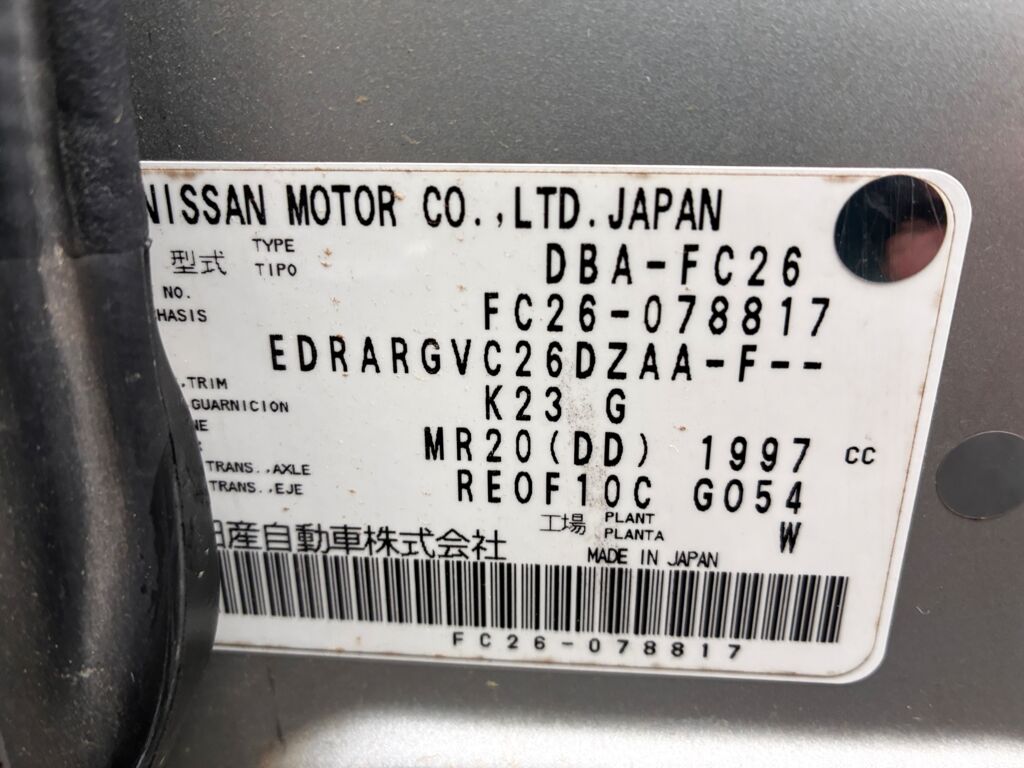 NISSAN MOTOR CO.,LTD.JAPAN
型式 TYPE TIPO DBA-FC26
NO. FC26-078817
HASIS
EDRARGVC26DZAA-F--
.TRIM
GUARNICION K23 G
NE MR20(DD) 1997 CC
TRANS.,AXLE
TRANS.,EJE RE0F10C G054
工場 PLANT PLANTA W
日産自動車株式会社 MADE IN JAPAN
FC26-078817